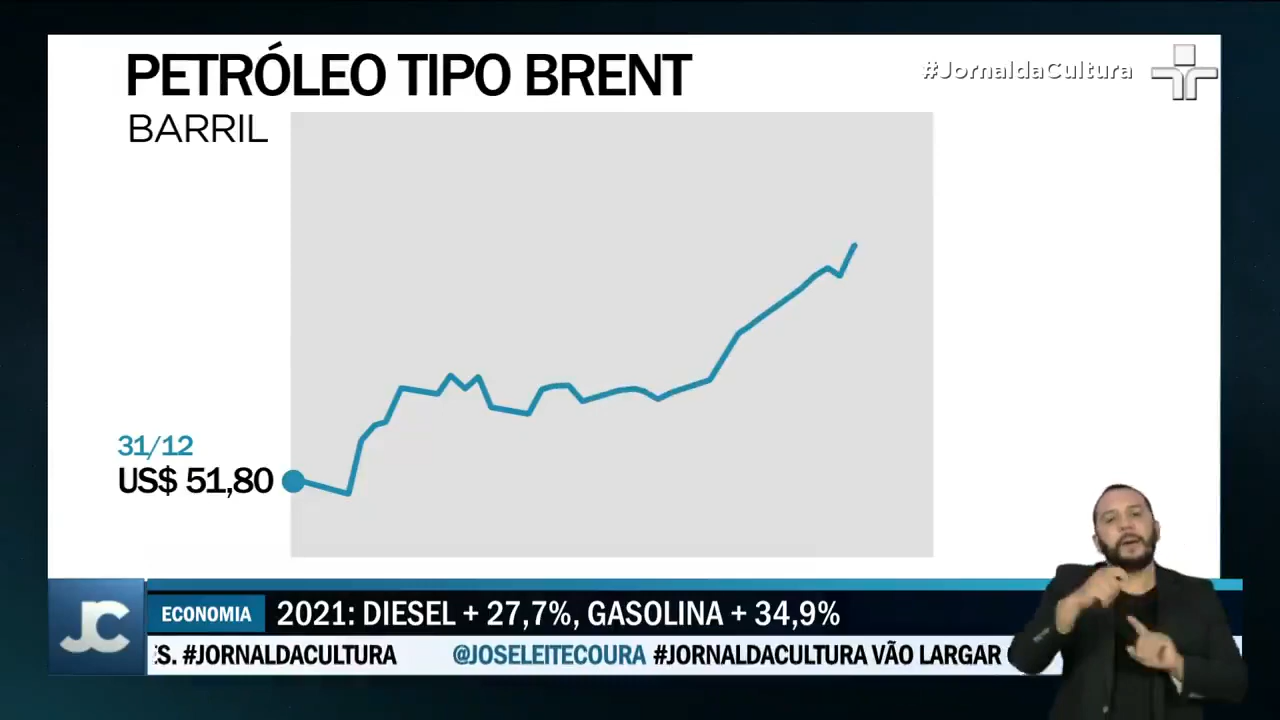 PETRÓLEO TIPO BRENT
#JornaldaCultura
BARRIL
31/12
US$ 51,80
JC
ECONOMIA
2021: DIESEL + 27,7%, GASOLINA + 34,9%
S. #JORNALDACULTURA @JOSELEITECOURA #JORNALDACULTURA VÃO LARGAR